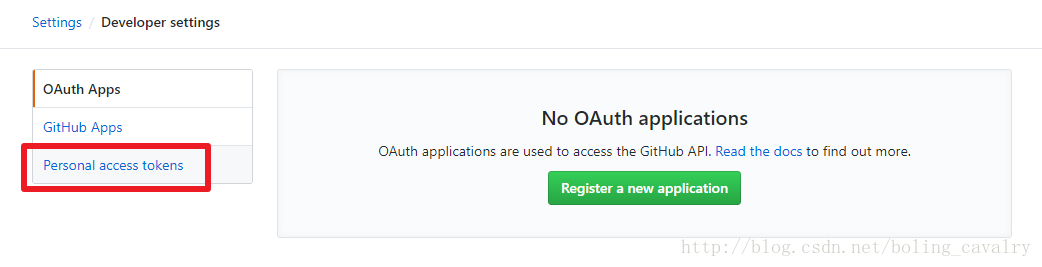 Settings / Developer settings
OAuth Apps
GitHub Apps
Personal access tokens
No OAuth applications
OAuth applications are used to access the GitHub API. Read the docs to find out more.
Register a new application
http://blog.csdn.net/boling_cavalry